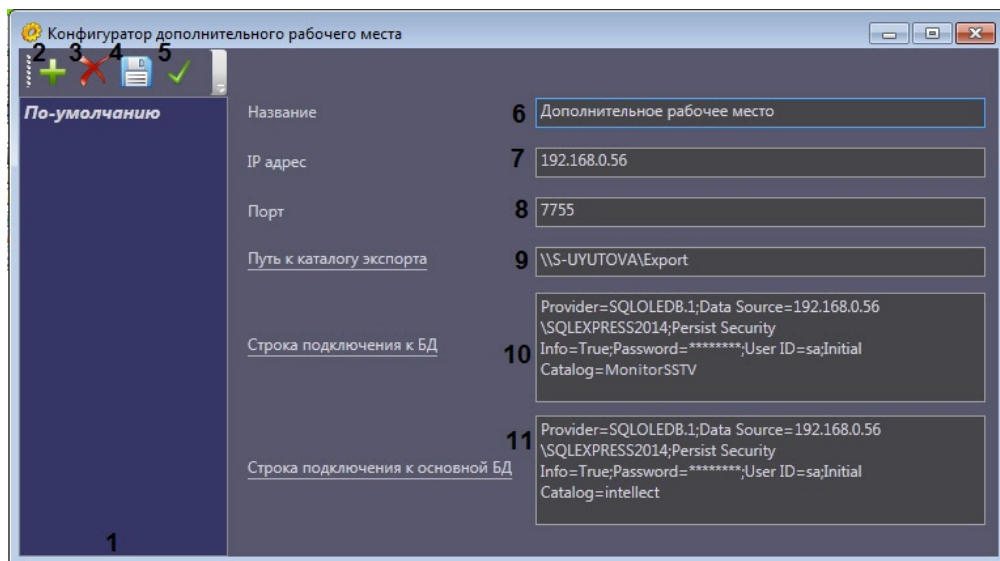 Конфигуратор дополнительного рабочего места
2 3 4 5
По-умолчанию
Название 6 Дополнительное рабочее место
IP адрес 7 192.168.0.56
Порт 8 7755
Путь к каталогу экспорта 9 \\S-UYUTOVA\Export
Provider=SQLOLEDB.1;Data Source=192.168.0.56
\SQLEXPRESS2014;Persist Security
Строка подключения к БД 10 Info=True;Password=********;User ID=sa;Initial
Catalog=MonitorSSTV
11 Provider=SQLOLEDB.1;Data Source=192.168.0.56
\SQLEXPRESS2014;Persist Security
Строка подключения к основной БД Info=True;Password=********;User ID=sa;Initial
Catalog=intellect
1